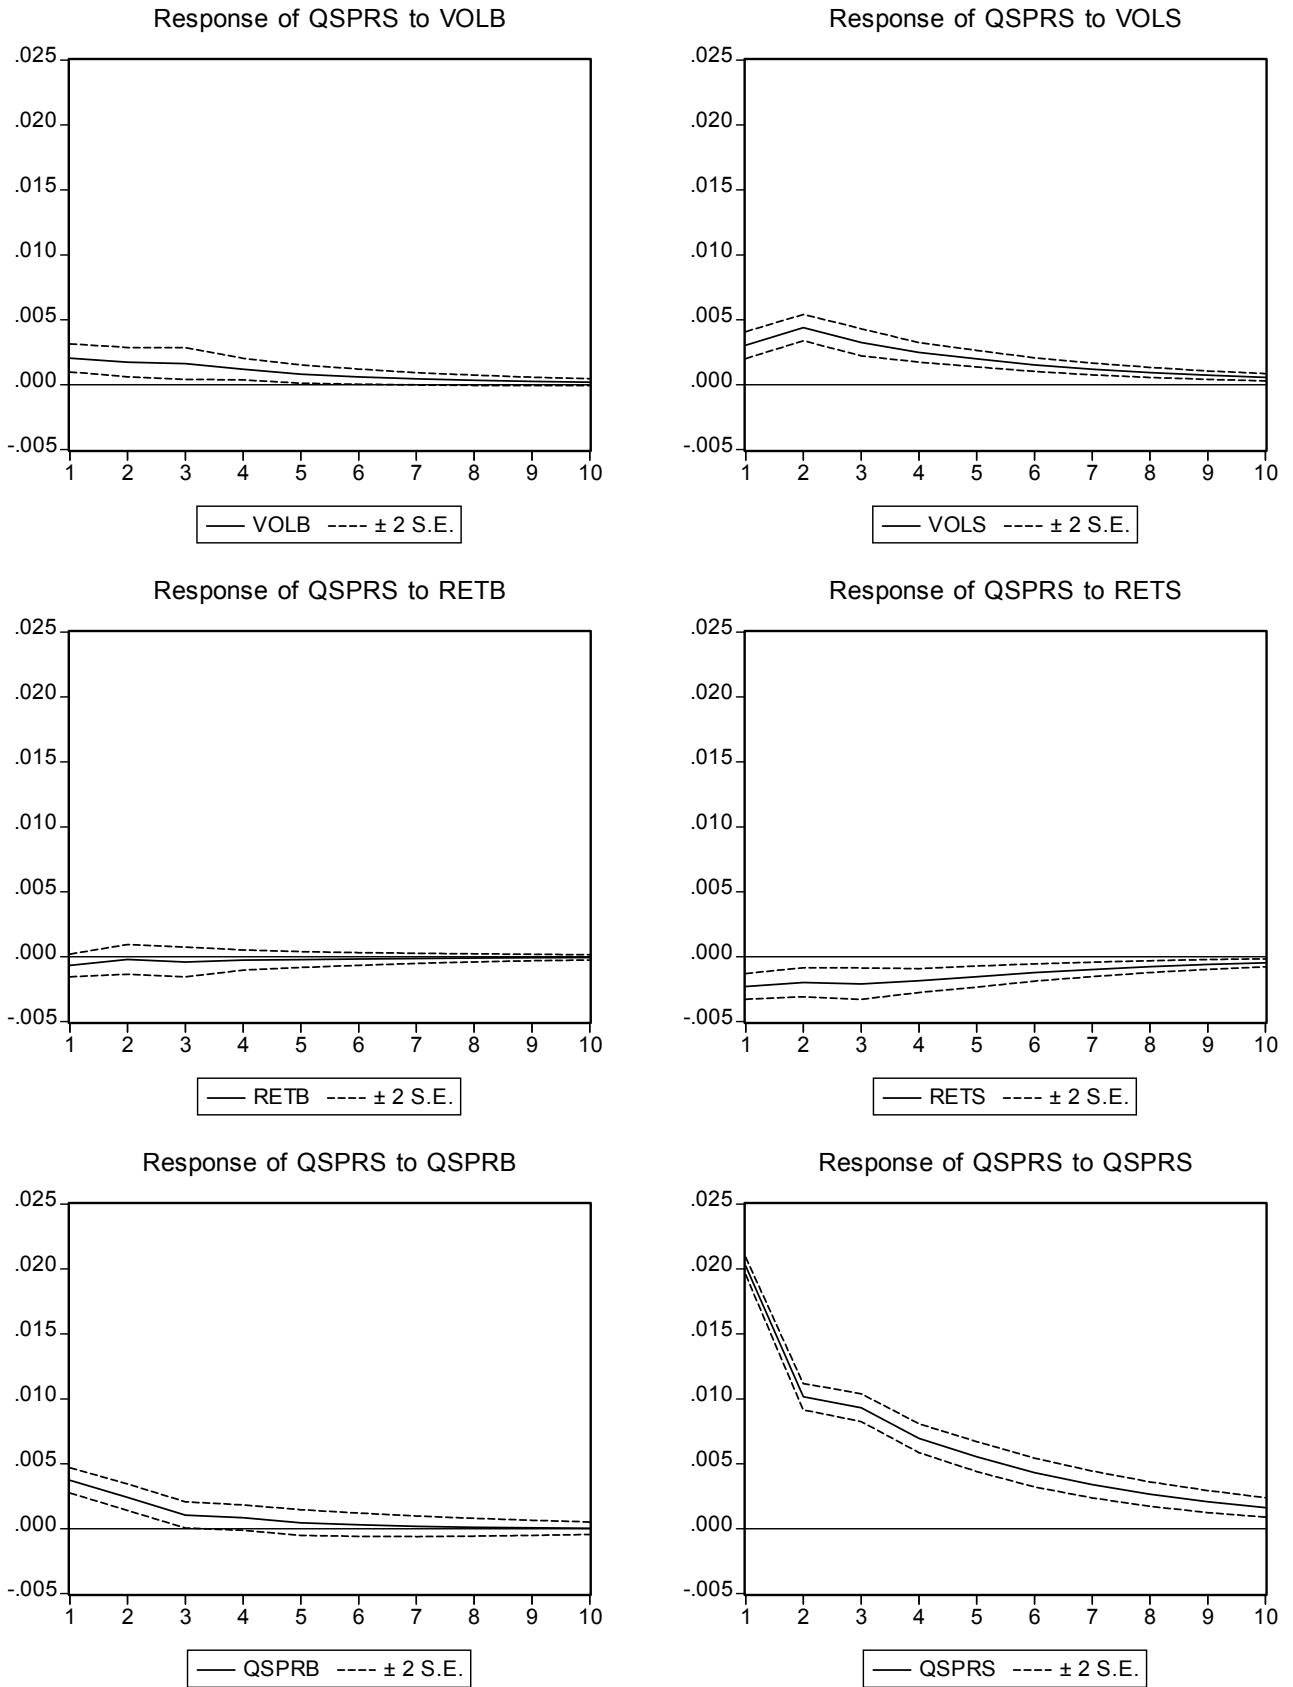 Response of QSPRS to VOLB
.025
.020
.015
.010
.005
.000
-.005
1 2 3 4 5 6 7 8 9 10
VOLB ± 2 S.E.
Response of QSPRS to VOLS
.025
.020
.015
.010
.005
.000
-.005
1 2 3 4 5 6 7 8 9 10
VOLS ± 2 S.E.
Response of QSPRS to RETB
.025
.020
.015
.010
.005
.000
-.005
1 2 3 4 5 6 7 8 9 10
RETB ± 2 S.E.
Response of QSPRS to RETS
.025
.020
.015
.010
.005
.000
-.005
1 2 3 4 5 6 7 8 9 10
RETS ± 2 S.E.
Response of QSPRS to QSPRB
.025
.020
.015
.010
.005
.000
-.005
1 2 3 4 5 6 7 8 9 10
QSPRB ± 2 S.E.
Response of QSPRS to QSPRS
.025
.020
.015
.010
.005
.000
-.005
1 2 3 4 5 6 7 8 9 10
QSPRS ± 2 S.E.